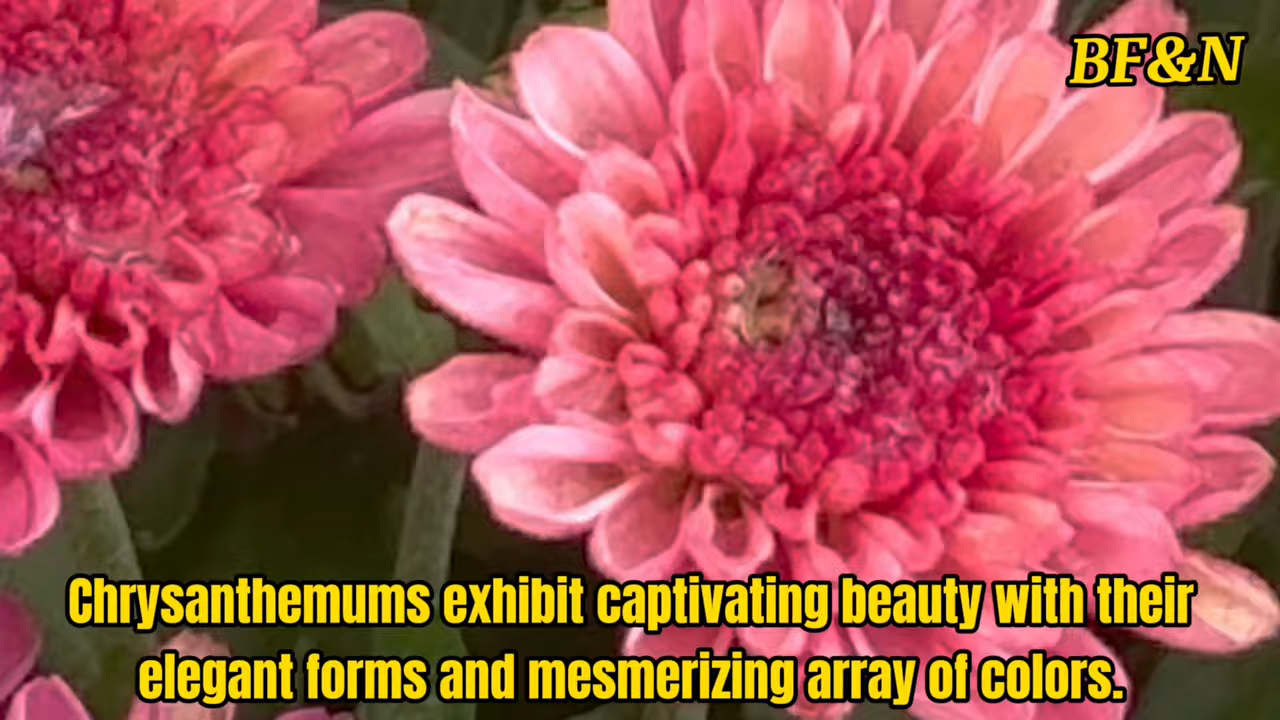 BF&N
Chrysanthemums exhibit captivating beauty with their
elegant forms and mesmerizing array of colors.